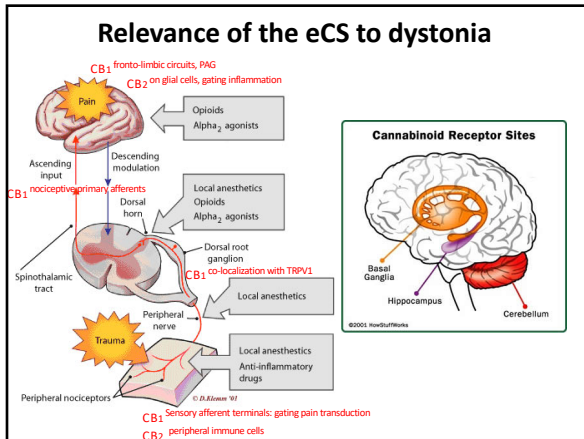 Relevance of the eCS to dystonia
CB1 fronto-limbic circuits, PAG
CB2 on glial cells, gating inflammation
Pain
Opioids
Alpha2 agonists
Ascending
input
Descending
modulation
CB1 nociceptive primary afferents
Local anesthetics
Opioids
Alpha2 agonists
Dorsal
horn
Dorsal root
ganglion
CB1 co-localization with TRPV1
Spinothalamic
tract
Local anesthetics
Peripheral
nerve
Trauma
Local anesthestics
Anti-inflammatory
drugs
Peripheral nociceptors
© D.Klemm '01
CB1 Sensory afferent terminals: gating pain transduction
CB2 peripheral immune cells
Cannabinoid Receptor Sites
Basal
Ganglia
Hippocampus
Cerebellum
©2001 HowStuffWorks